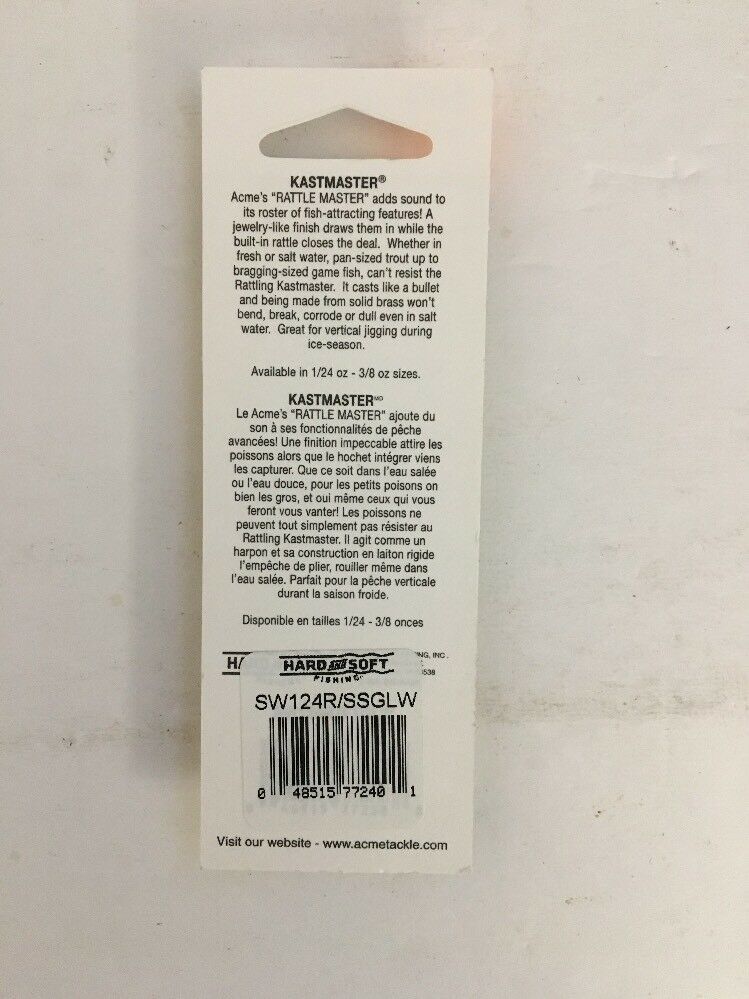 KASTMASTER®
Acme's "RATTLE MASTER" adds sound to
its roster of fish-attracting features! A
jewelry-like finish draws them in while the
built-in rattle closes the deal. Whether in
fresh or salt water, pan-sized trout up to
bragging-sized game fish, can't resist the
Rattling Kastmaster. It casts like a bullet
and being made from solid brass won't
bend, break, corrode or dull even in salt
water. Great for vertical jigging during
ice-season.
Available in 1/24 oz - 3/8 oz sizes.
KASTMASTERMD
Le Acme's "RATTLE MASTER" ajoute du
son à ses fonctionnalités de pêche
avancées! Une finition impeccable attire les
poissons alors que le hochet intégrer viens
les capturer. Que ce soit dans l'eau salée
ou l'eau douce, pour les petits poisons on
bien les gros, et oui même ceux qui vous
feront vous vanter! Les poissons ne
peuvent tout simplement pas résister au
Rattling Kastmaster. Il agit comme un
harpon et sa construction en laiton rigide
l'empêche de plier, rouiller même dans
l'eau salée. Parfait pour la pêche verticale
durant la saison froide.
Disponible en tailles 1/24 - 3/8 onces
HARD AND SOFT
FISHING
SW124R/SSGLW
0 48515 77240 1
Visit our website - www.acmetackle.com